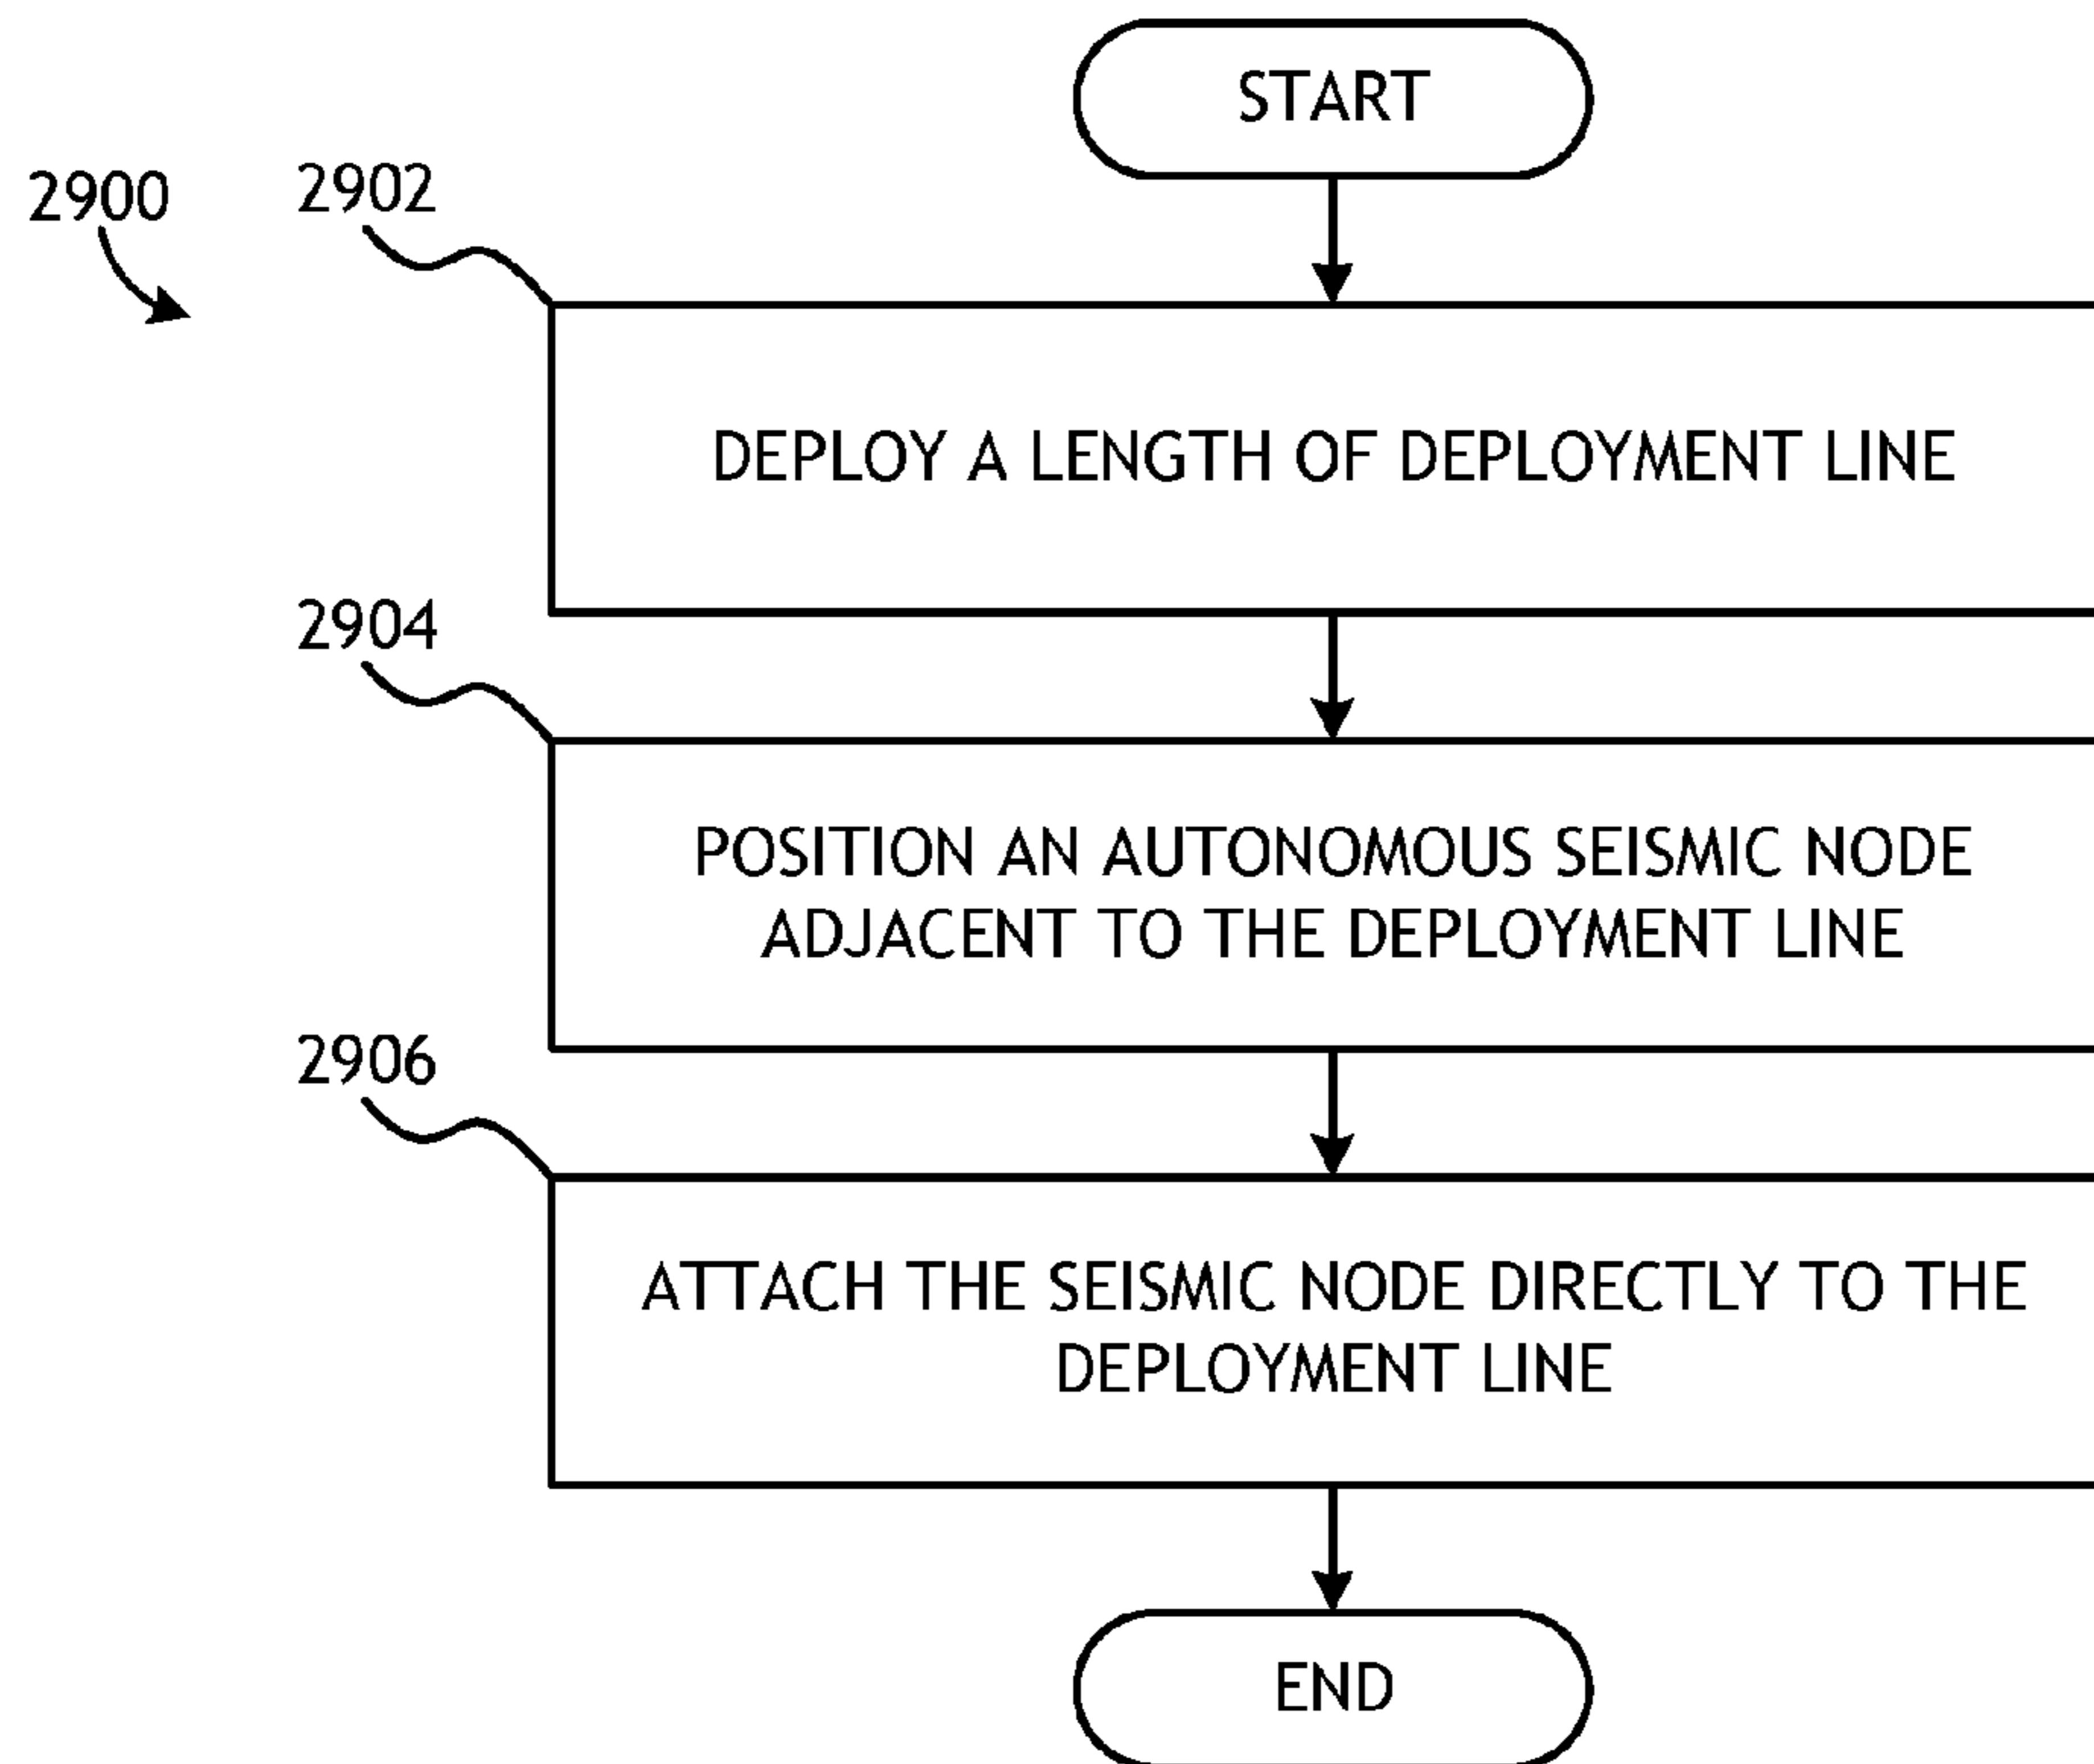 START
2900
2902
DEPLOY A LENGTH OF DEPLOYMENT LINE
2904
POSITION AN AUTONOMOUS SEISMIC NODE
ADJACENT TO THE DEPLOYMENT LINE
2906
ATTACH THE SEISMIC NODE DIRECTLY TO THE
DEPLOYMENT LINE
END